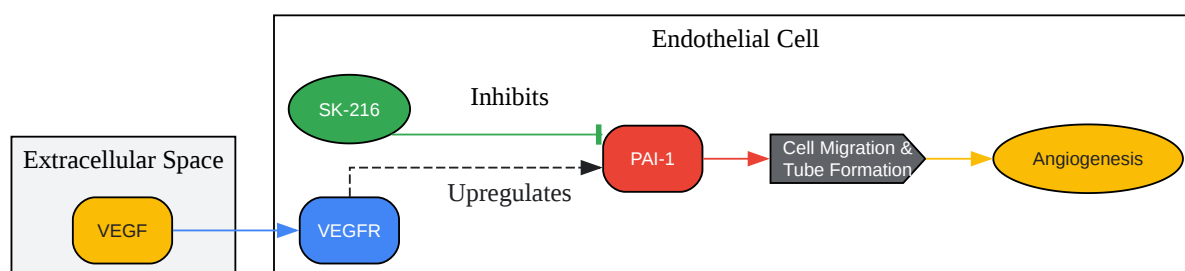 Endothelial Cell
SK-216
Inhibits
Extracellular Space
PAI-1
Cell Migration &
Tube Formation
Angiogenesis
Upregulates
VEGF
VEGFR